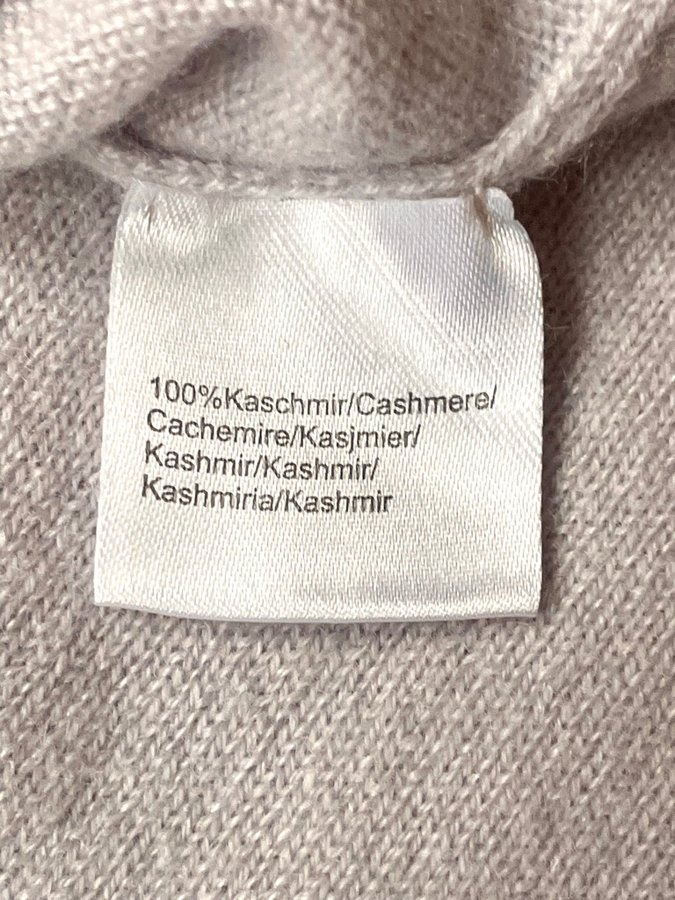 100%Kaschmir/Cashmere/
Cachemire/Kasjmier/
Kashmir/Kashmir/
Kashmiria/Kashmir